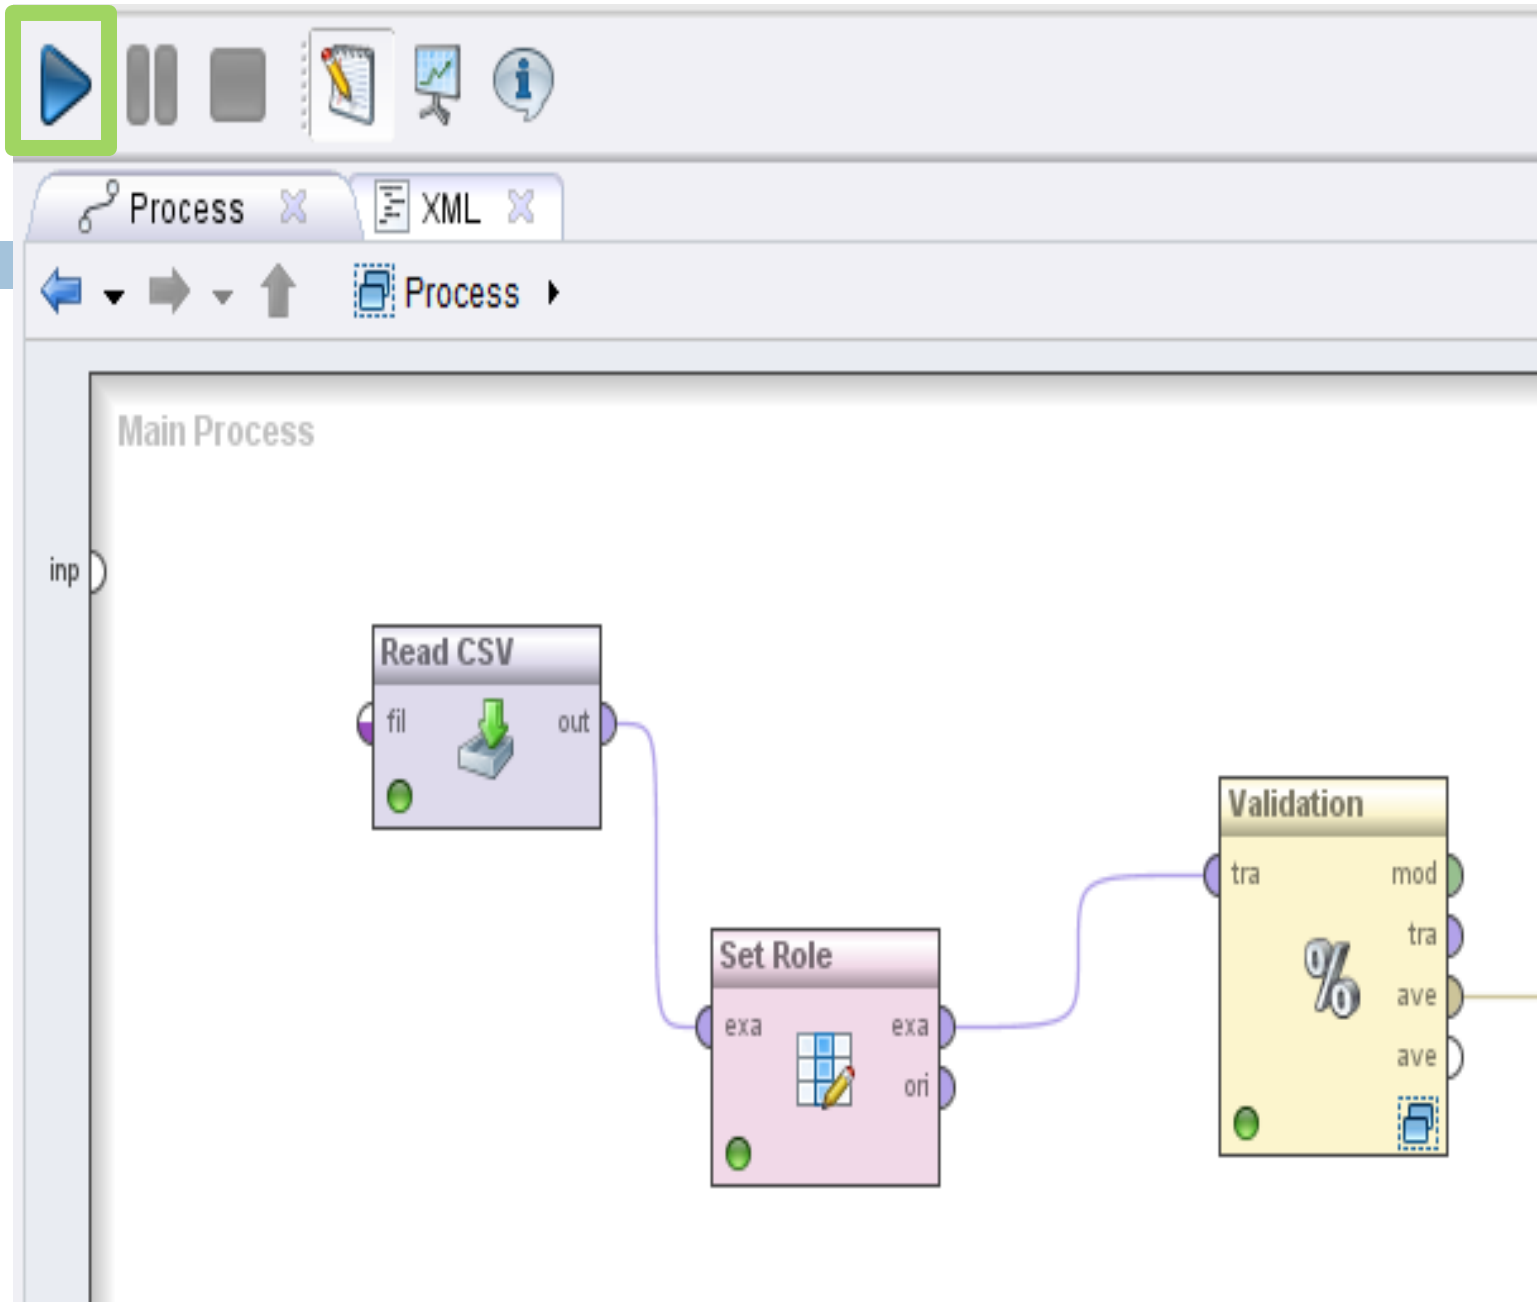 Process
XML
Process
Main Process
inp
Read CSV
fil
out
Validation
tra
mod
tra
ave
ave
Set Role
exa
exa
ori